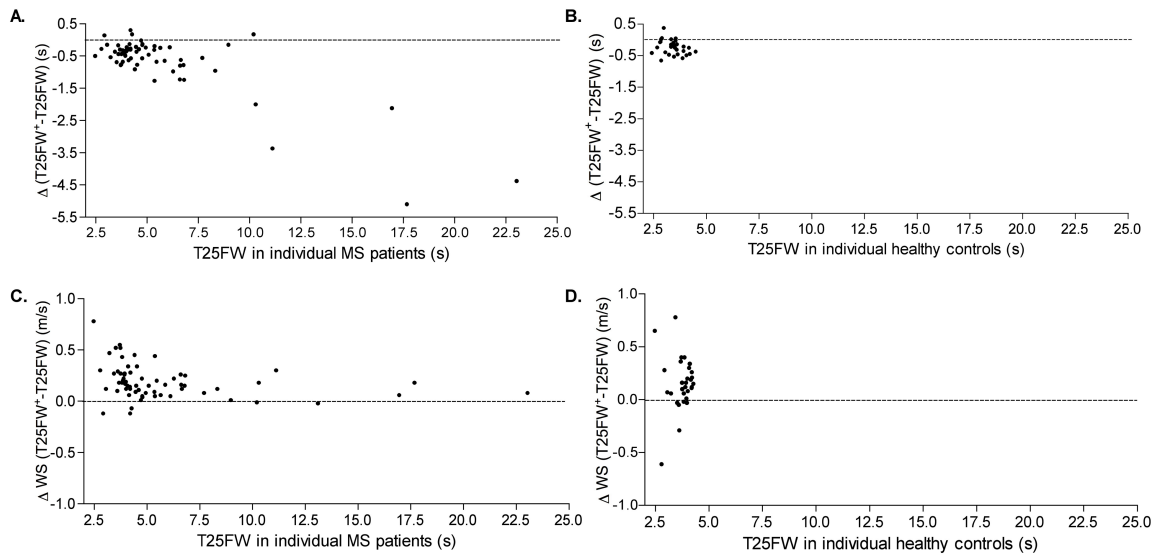 A.
Δ (T25FW+-T25FW) (s)
0.5
-0.5
-1.5
-2.5
-3.5
-4.5
-5.5
2.5 5.0 7.5 10.0 12.5 15.0 17.5 20.0 22.5 25.0
T25FW in individual MS patients (s)
B.
Δ (T25FW+-T25FW) (s)
0.5
-0.5
-1.5
-2.5
-3.5
-4.5
-5.5
2.5 5.0 7.5 10.0 12.5 15.0 17.5 20.0 22.5 25.0
T25FW in individual healthy controls (s)
C.
Δ WS (T25FW+-T25FW) (m/s)
1.0
0.5
0.0
-0.5
-1.0
2.5 5.0 7.5 10.0 12.5 15.0 17.5 20.0 22.5 25.0
T25FW in individual MS patients (s)
D.
Δ WS (T25FW+-T25FW) (m/s)
1.0
0.5
0.0
-0.5
-1.0
2.5 5.0 7.5 10.0 12.5 15.0 17.5 20.0 22.5 25.0
T25FW in individual healthy controls (s)